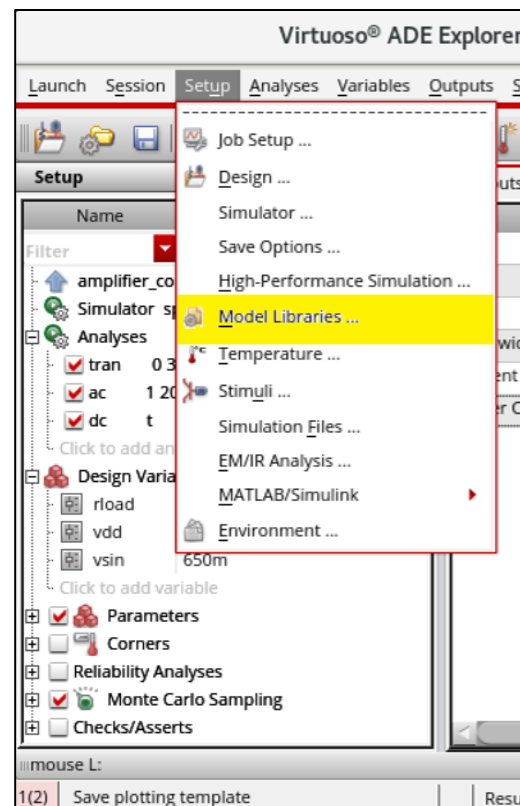 Virtuoso® ADE Explorer
Launch Session Setup Analyses Variables Outputs
Setup
Name
Filter
amplifier_co
Simulator
Analyses
tran 0 3
ac 1 20
dc t
Click to add an
Design Varia
rload
vdd
vsin 650m
Click to add variable
Parameters
Corners
Reliability Analyses
Monte Carlo Sampling
Checks/Asserts
Job Setup ...
Design ...
Simulator ...
Save Options ...
High-Performance Simulation ...
Model Libraries ...
Temperature ...
Stimuli ...
Simulation Files ...
EM/IR Analysis ...
MATLAB/Simulink
Environment ...
mouse L:
1(2) Save plotting template
Resu